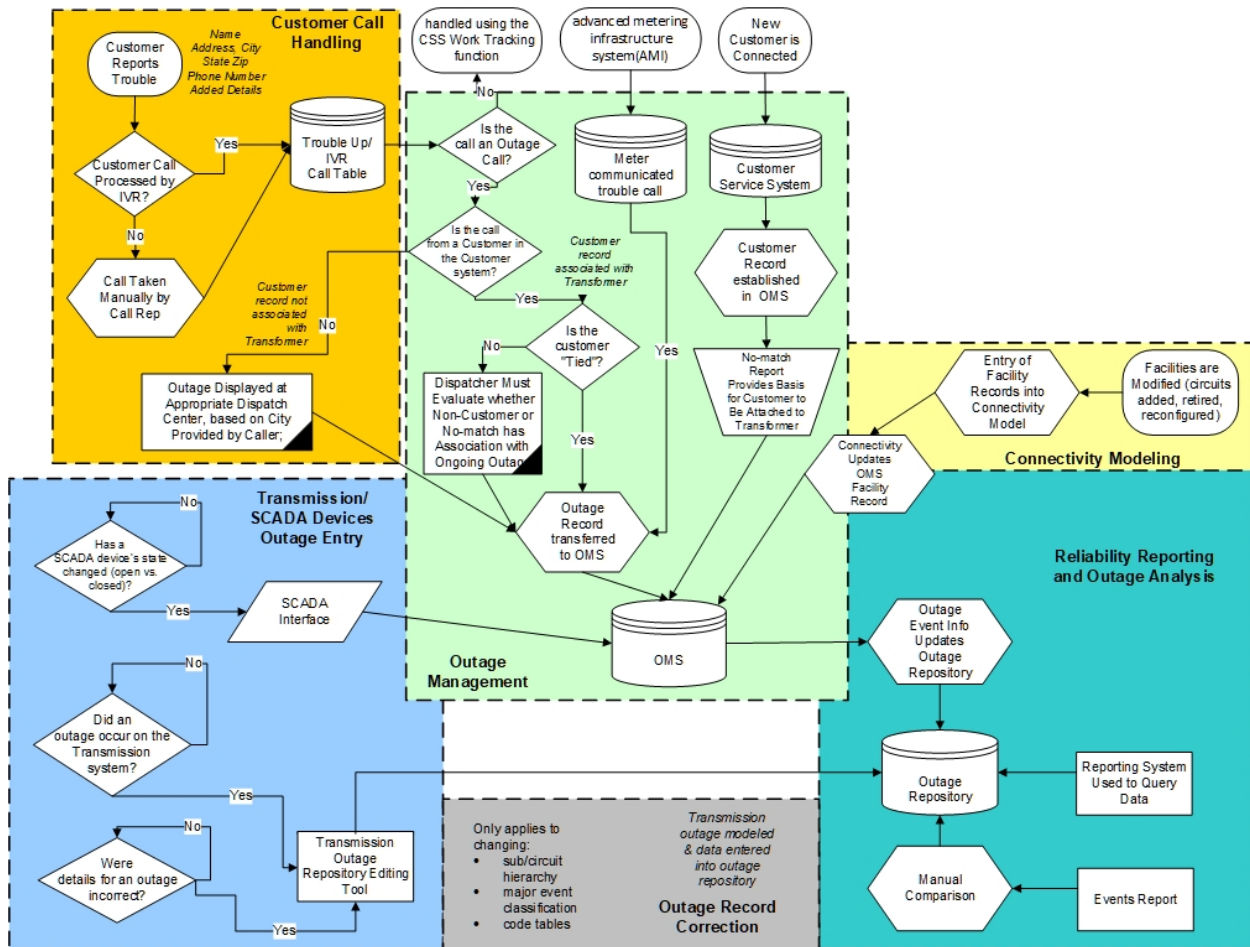 Customer Call
Handling
Customer
Reports
Trouble
Name
Address, City
State Zip
Phone Number
Added Details
Customer Call
Processed by
IVR?
Yes
No
Trouble Up/
IVR
Call Table
Call Taken
Manually by
Call Rep
Customer
record not
associated
with
Transformer
No
Outage Displayed at
Appropriate Dispatch
Center, based on City
Provided by Caller;
handled using the
CSS Work Tracking
function
No
Is the
call an Outage
Call?
Yes
Is the call
from a Customer in
the Customer
system?
Customer
record
associated with
Transformer
Yes
Is the
customer
"Tied"?
No
Yes
Dispatcher Must
Evaluate whether
Non-Customer or
No-match has
Association with
Ongoing Outag
Outage
Record
transferred
to OMS
advanced metering
infrastructure
system(AMI)
Meter
communicated
trouble call
Yes
New
Customer is
Connected
Customer
Service System
Customer
Record
established
in OMS
No-match
Report
Provides Basis
for Customer to
Be Attached to
Transformer
OMS
Outage
Management
Entry of
Facility
Records into
Connectivity
Model
Facilities are
Modified (circuits
added, retired,
reconfigured)
Connectivity
Updates
OMS
Facility
Record
Connectivity Modeling
Transmission/
SCADA Devices
Outage Entry
No
Has a
SCADA device's state
changed (open vs.
closed)?
Yes
SCADA
Interface
No
Did an
outage occur on the
Transmission
system?
Yes
No
Were
details for an outage
incorrect?
Yes
Transmission
Outage
Repository Editing
Tool
Only applies to
changing:
• sub/circuit
hierarchy
• major event
classification
• code tables
Transmission
outage modeled
& data entered
into outage
repository
Outage Record
Correction
Reliability Reporting
and Outage Analysis
Outage
Event Info
Updates
Outage
Repository
Outage
Repository
Reporting System
Used to Query
Data
Manual
Comparison
Events Report